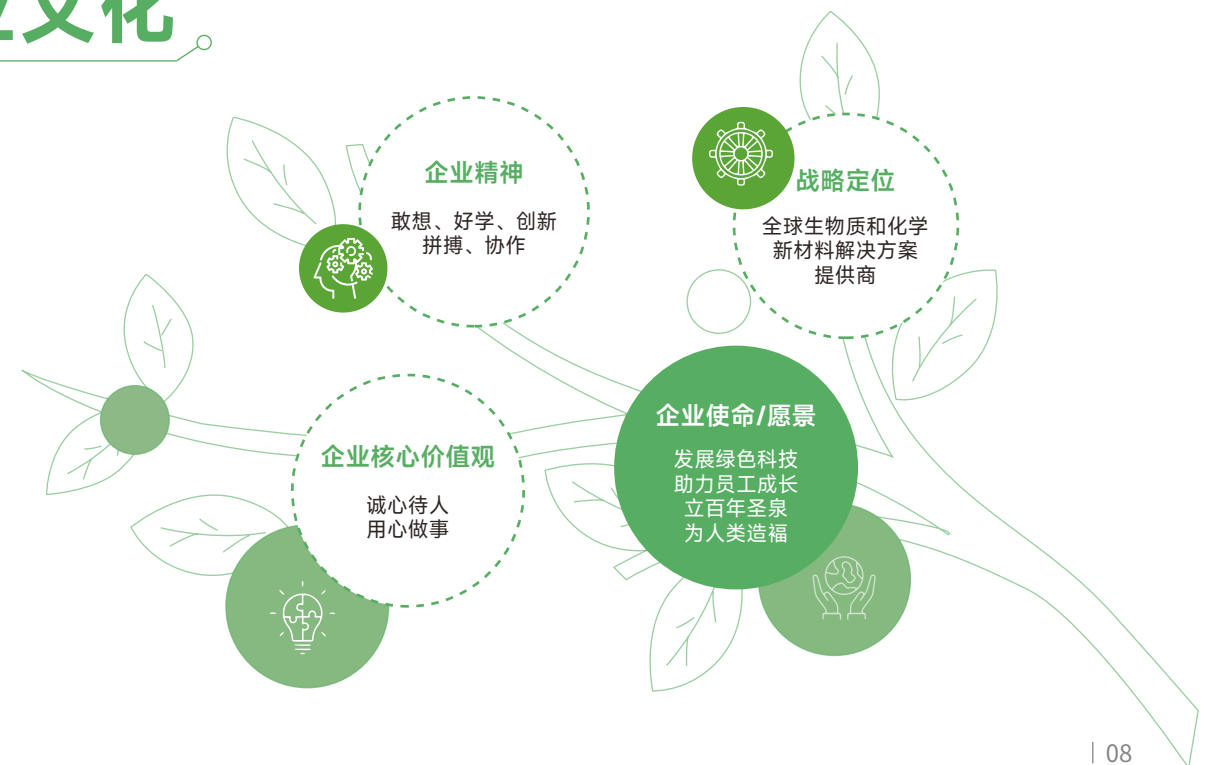 文化
企业精神
敢想、好学、创新
拼搏、协作
战略定位
全球生物质和化学
新材料解决方案
提供商
企业核心价值观
诚心待人
用心做事
企业使命/愿景
发展绿色科技
助力员工成长
立百年圣泉
为人类造褔
08